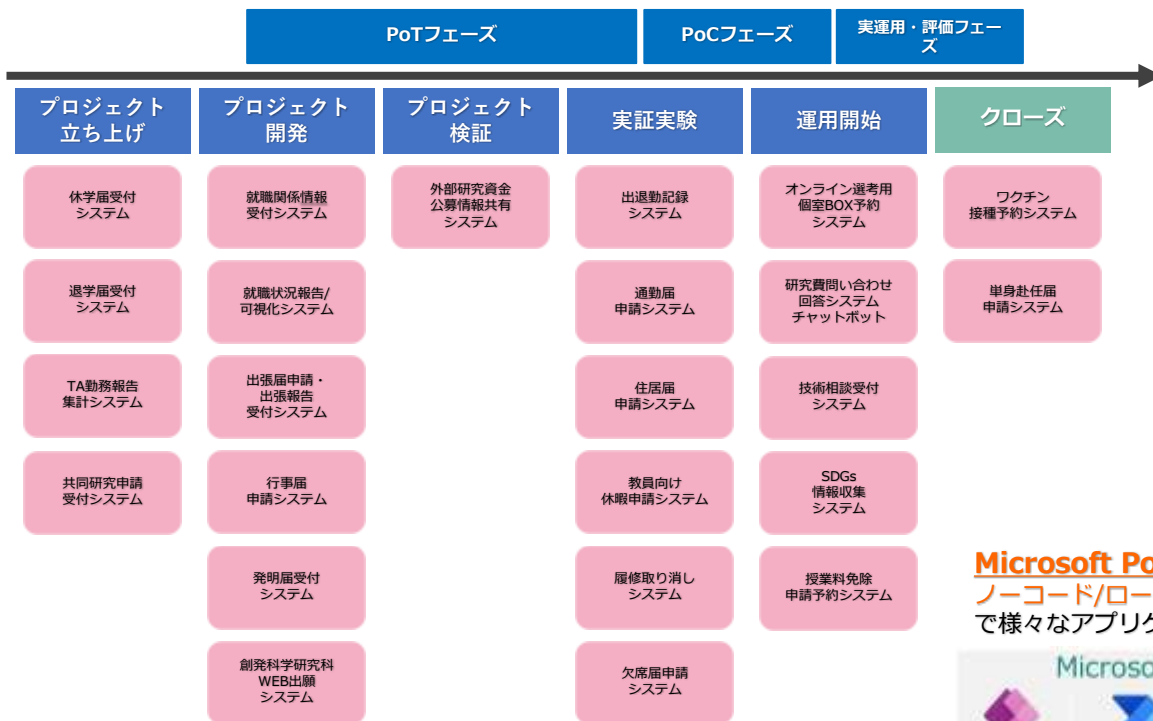 PoTフェーズ
PoCフェーズ
実運用・評価フェー
ズ
プロジェクト
立ち上げ
プロジェクト
開発
プロジェクト
検証
実証実験
運用開始
クローズ
休学届受付
システム
退学届受付
システム
TA勤務報告
集計システム
共同研究申請
受付システム
就職関係情報
受付システム
就職状況報告/
可視化システム
出張届申請・
出張報告
受付システム
行事届
申請システム
発明届受付
システム
創発科学研究科
WEB出願
システム
外部研究資金
公募情報共有
システム
出退勤記録
システム
通勤届
申請システム
住居届
申請システム
教員向け
休暇申請システム
履修取り消し
システム
欠席届申請
システム
オンライン選考用
個室BOX予約
システム
研究費問い合わせ
回答システム
チャットボット
技術相談受付
システム
SDGs
情報収集
システム
授業料免除
申請予約システム
ワクチン
接種予約システム
単身赴任届
申請システム
Microsoft Po
ノーコード/ロー
で様々なアプリケ
Microso